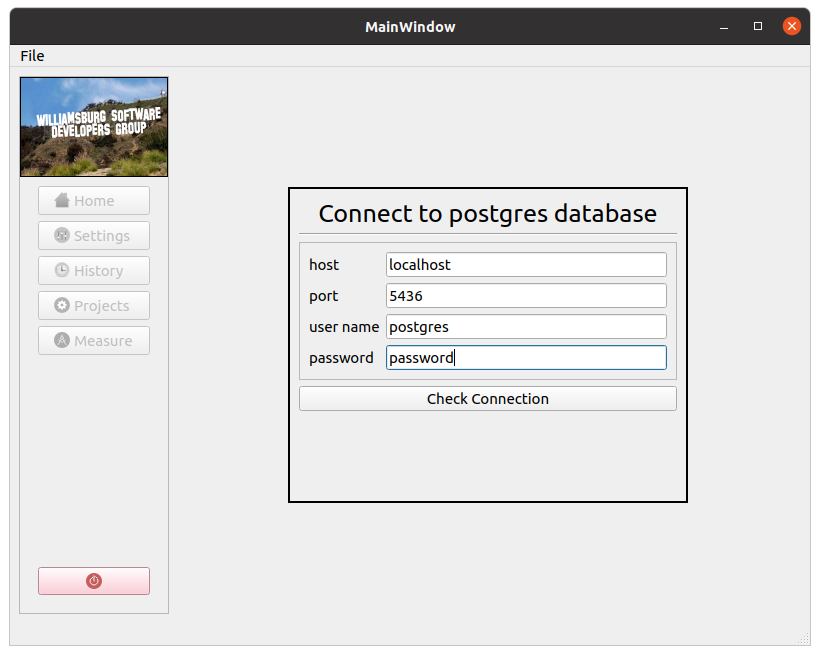 MainWindow
File
WILLIAMSBURG SOFTWARE
DEVELOPERS GROUP
Home
Settings
History
Projects
Measure
Connect to postgres database
host localhost
port 5436
user name postgres
password password
Check Connection